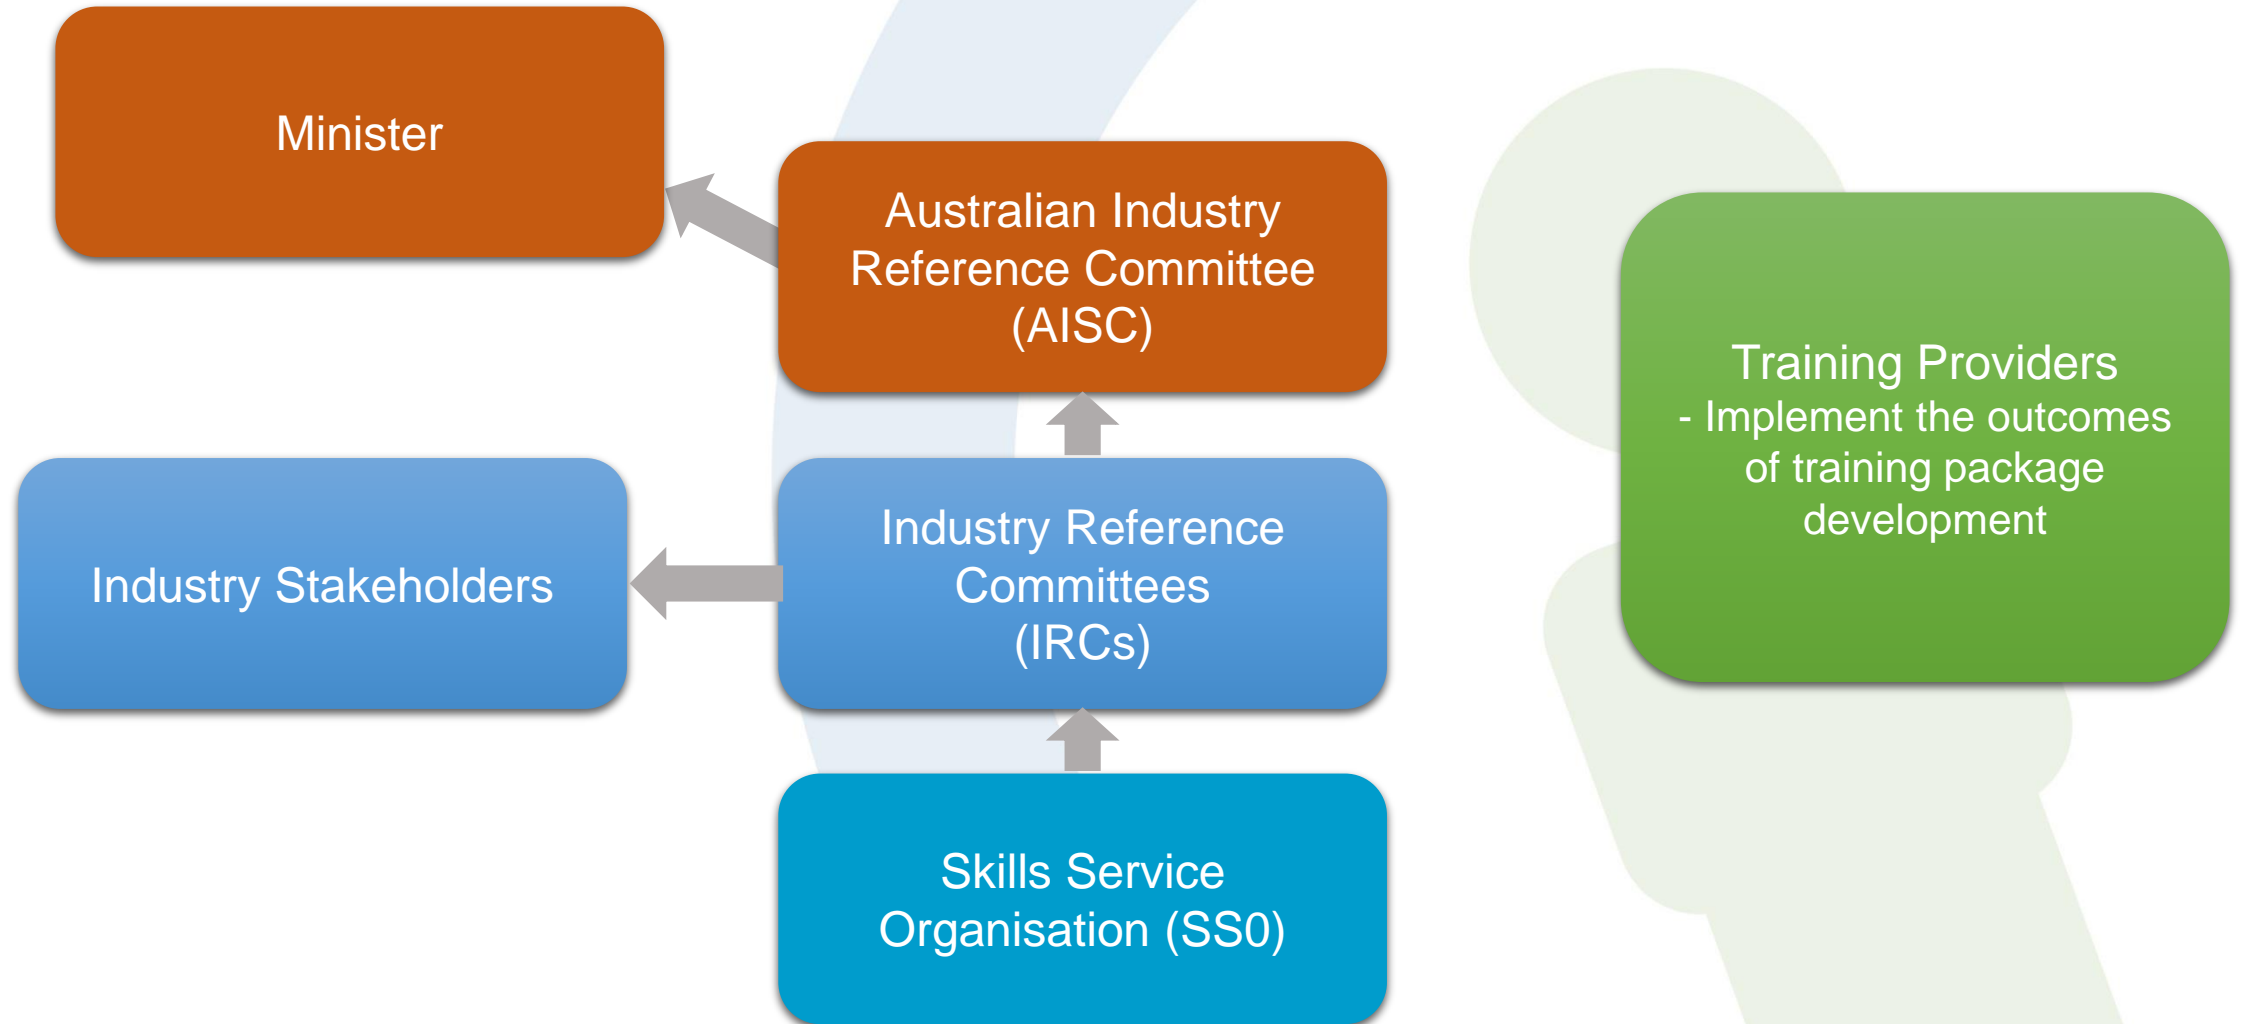 Minister
Australian Industry
Reference Committee
(AISC)
Training Providers
- Implement the outcomes
of training package
development
Industry Stakeholders
Industry Reference
Committees
(IRCs)
Skills Service
Organisation (SS0)